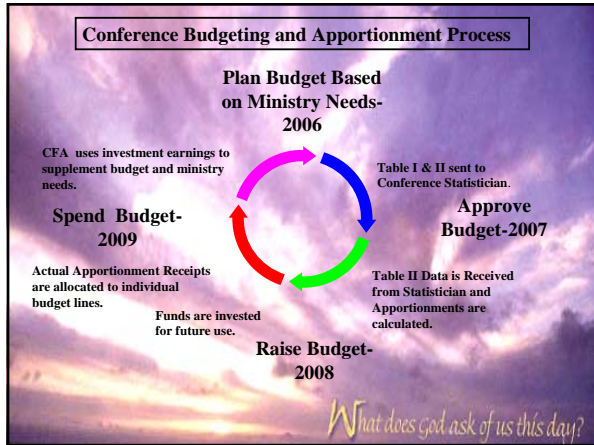 Conference Budgeting and Apportionment Process
Plan Budget Based
on Ministry Needs-
2006
CFA uses investment earnings to
supplement budget and ministry
needs.
Table I & II sent to
Conference Statistician.
Spend Budget-
2009
Approve
Budget-2007
Actual Apportionment Receipts
are allocated to individual
budget lines.
Table II Data is Received
from Statistician and
Apportionments are
calculated.
Funds are invested
for future use.
Raise Budget-
2008
What does God ask of us this day?